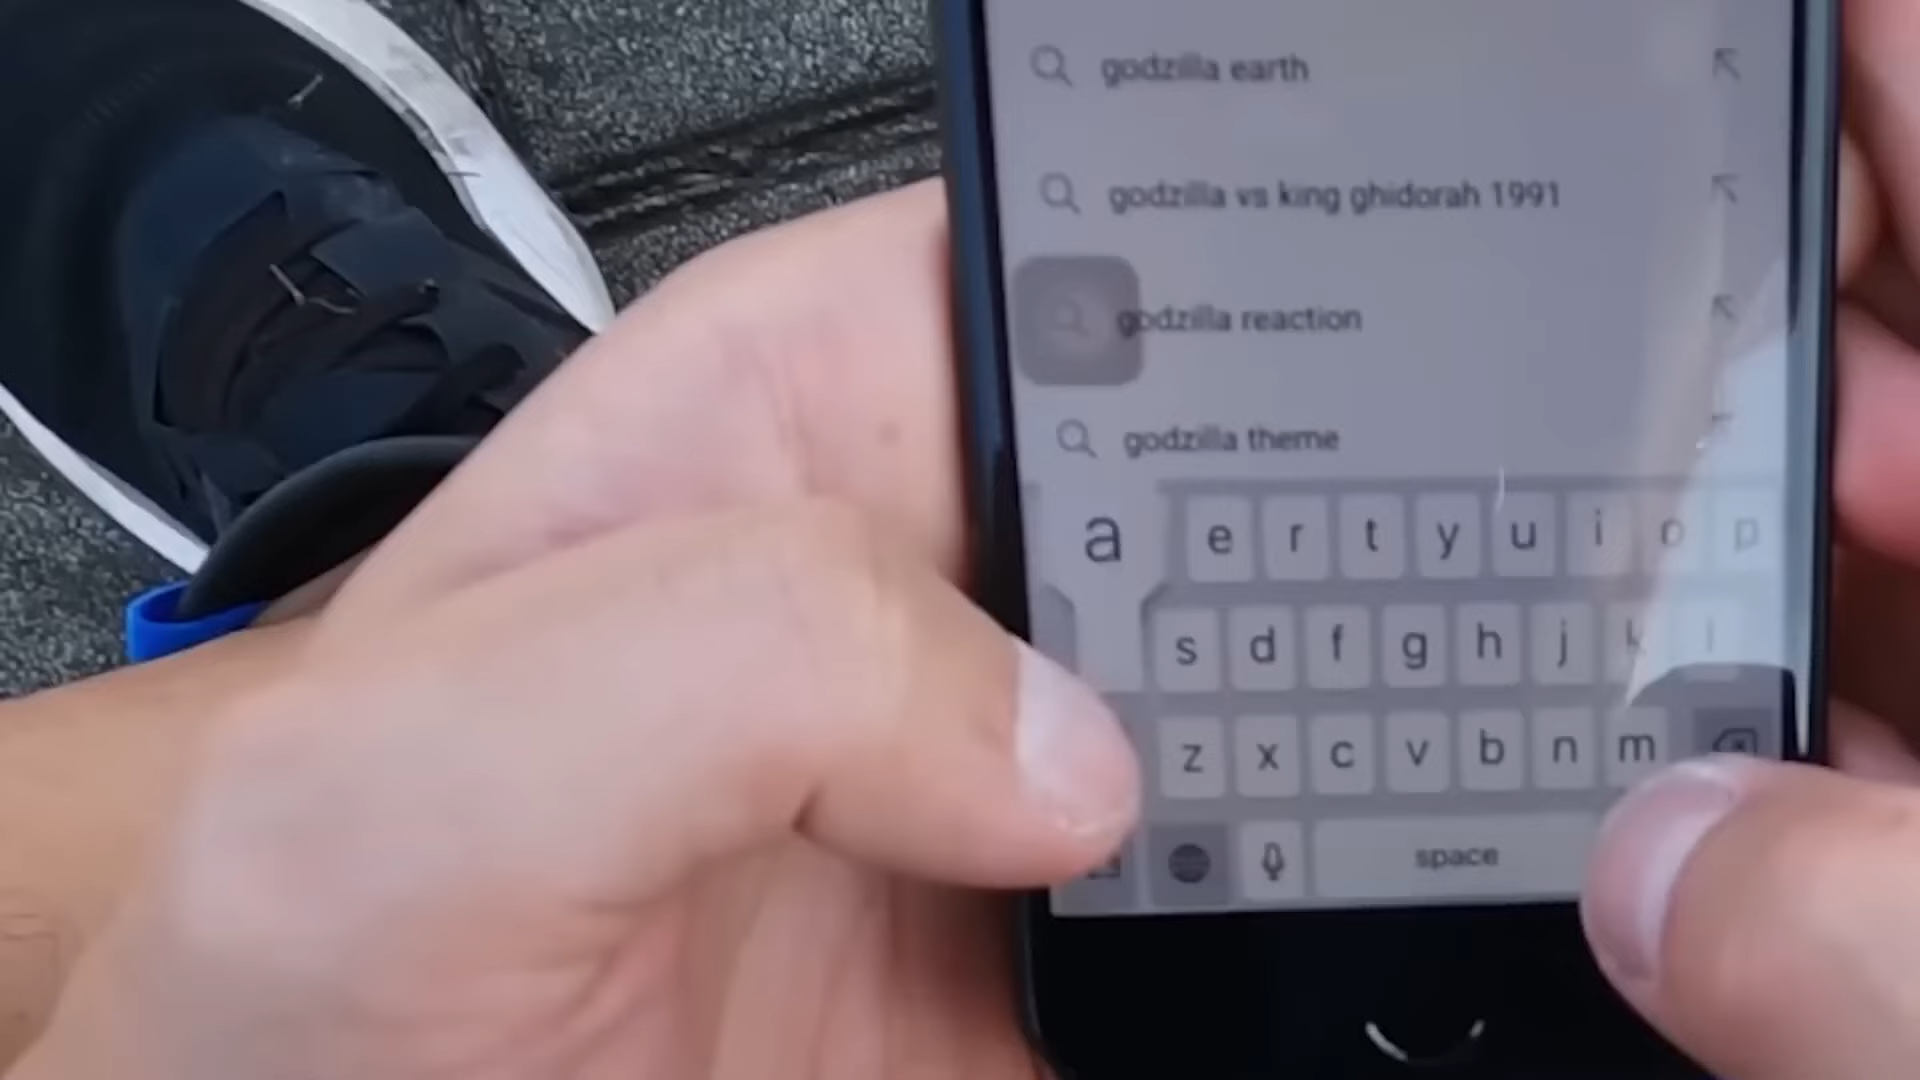 godzilla earth
godzilla vs king ghidorah 1991
godzilla reaction
godzilla theme
a e r t y u i o p
s d f g h j k l
z x c v b n m
space